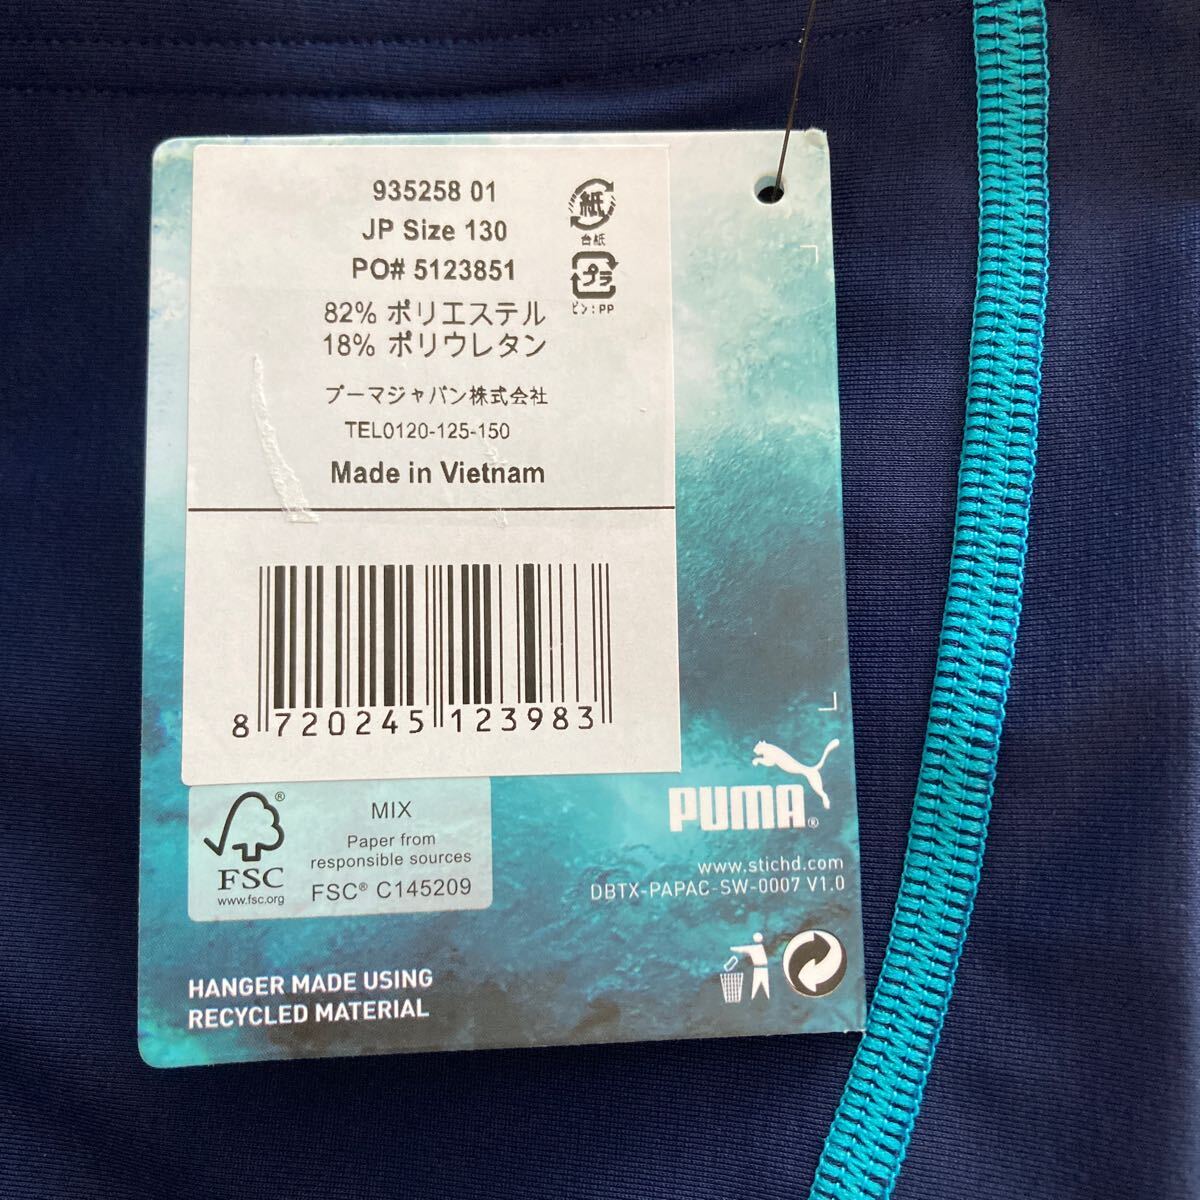 935258 01
JP Size 130
PO# 5123851
82% ポリエステル
18% ポリウレタン
プーマジャパン株式会社
TEL0120-125-150
Made in Vietnam
紙
台紙
プラ
ピン:PP
8 720245 123983
FSC®
www.fsc.org
MIX
Paper from
responsible sources
FSC® C145209
PUMA®
www.stichd.com
DBTX-PAPAC-SW-0007 V1.0
HANGER MADE USING
RECYCLED MATERIAL